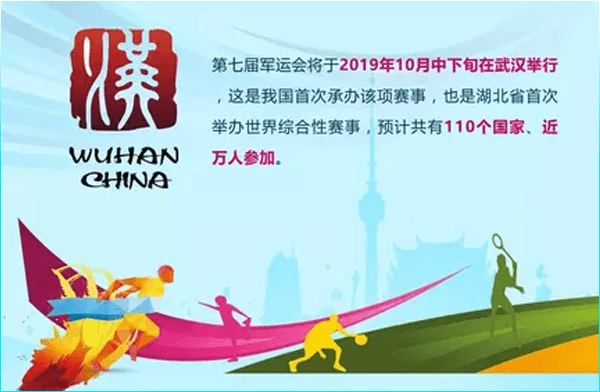 漢
WUHAN
CHINA
第七届军运会将于2019年10月中下旬在武汉举行
，这是我国首次承办该项赛事，也是湖北省首次
举办世界综合性赛事，预计共有110个国家、近
万人参加。